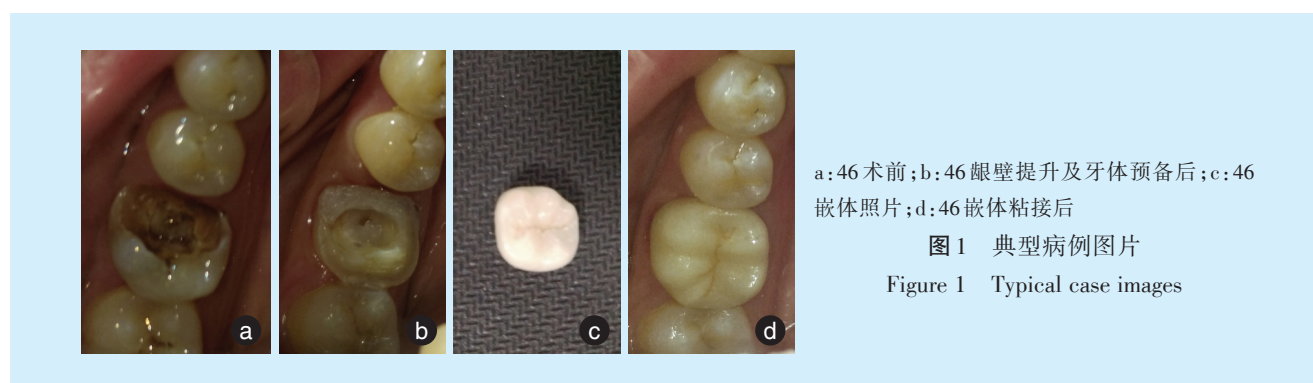 a
b
c
d
a:46术前;b:46龈壁提升及牙体预备后;c:46
嵌体照片;d:46嵌体粘接后
图1 典型病例图片
Figure 1 Typical case images